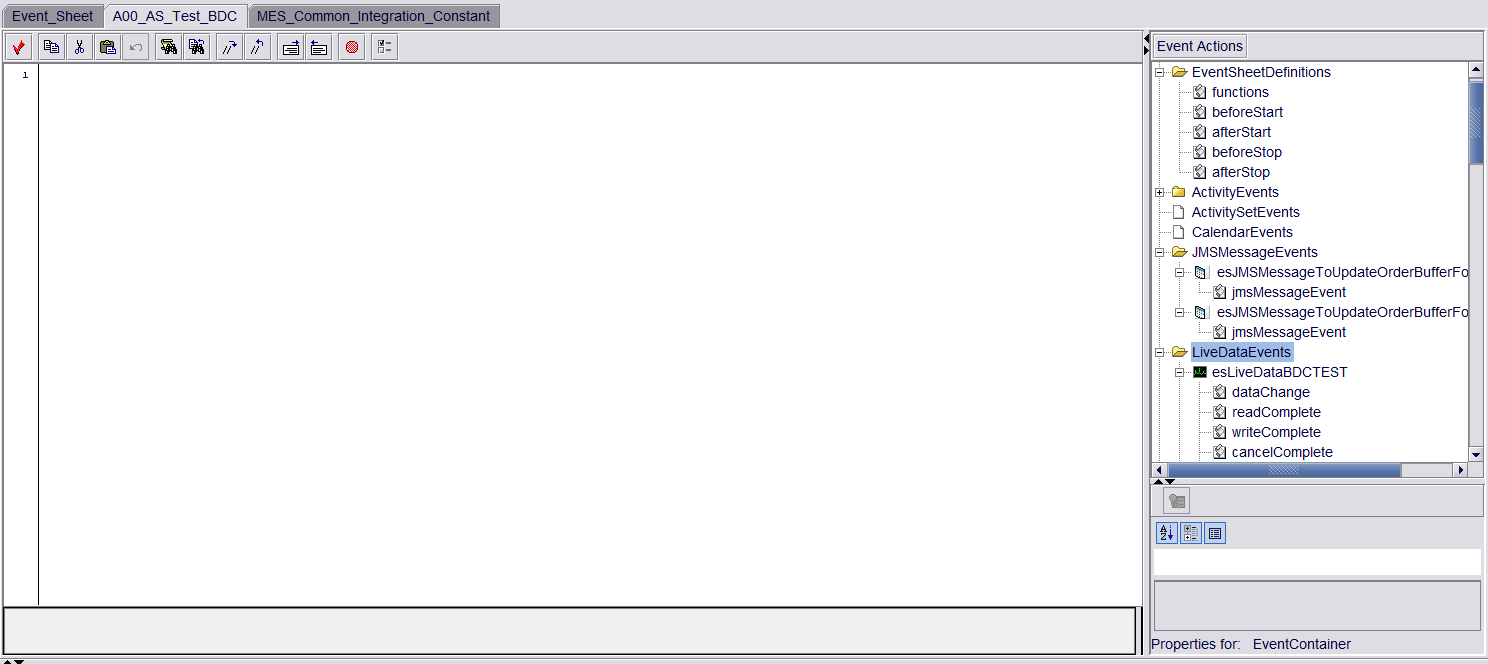 Event_Sheet A00_AS_Test_BDC MES_Common_Integration_Constant
1
Event Actions
EventSheetDefinitions
functions
beforeStart
afterStart
beforeStop
afterStop
ActivityEvents
ActivitySetEvents
CalendarEvents
JMSMessageEvents
esJMSMessageToUpdateOrderBufferFo
jmsMessageEvent
esJMSMessageToUpdateOrderBufferFo
jmsMessageEvent
LiveDataEvents
esLiveDataBDCTEST
dataChange
readComplete
writeComplete
cancelComplete
Properties for: EventContainer